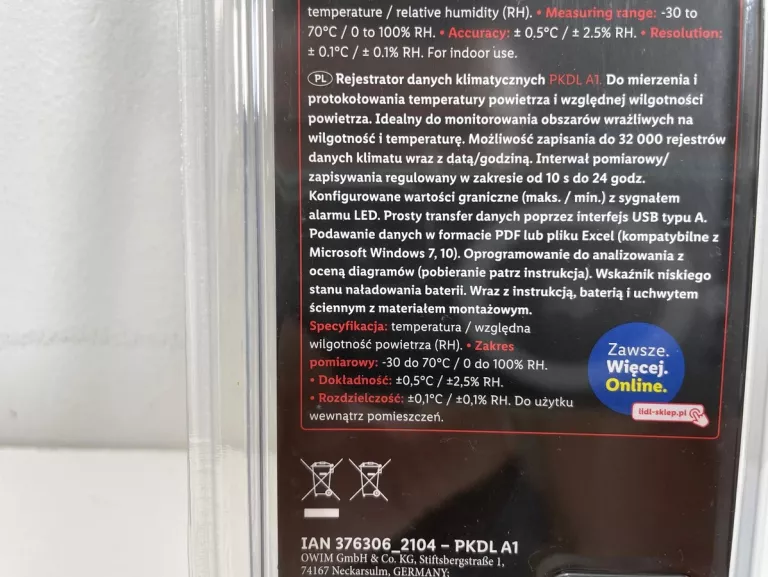 temperature / relative humidity (RH). • Measuring range: -30 to
70°C / 0 to 100% RH. • Accuracy: ± 0.5°C / ± 2.5% RH. • Resolution:
± 0.1°C / ± 0.1% RH. For indoor use.
PL Rejestrator danych klimatycznych PKDL A1. Do mierzenia i
protokołowania temperatury powietrza i względnej wilgotności
powietrza. Idealny do monitorowania obszarów wrażliwych na
wilgotność i temperaturę. Możliwość zapisania do 32 000 rejestrów
danych klimatu wraz z datą/godziną. Interwał pomiarowy/
zapisywania regulowany w zakresie od 10 s do 24 godz.
Konfigurowane wartości graniczne (maks. / min.) z sygnałem
alarmu LED. Prosty transfer danych poprzez interfejs USB typu A.
Podawanie danych w formacie PDF lub pliku Excel (kompatybilne z
Microsoft Windows 7, 10). Oprogramowanie do analizowania z
oceną diagramów (pobieranie patrz instrukcja). Wskaźnik niskiego
stanu naładowania baterii. Wraz z instrukcją, baterią i uchwytem
ściennym z materiałem montażowym.
Specyfikacja: temperatura / względna
wilgotność powietrza (RH). • Zakres
pomiarowy: -30 do 70°C / 0 do 100% RH.
• Dokładność: ±0,5°C / ±2,5% RH.
• Rozdzielczość: ±0,1°C / ±0,1% RH. Do użytku
wewnątrz pomieszczeń.
Zawsze.
Więcej.
Online.
lidl-sklep.pl
IAN 376306_2104 – PKDL A1
OWIM GmbH & Co. KG, Stiftsbergstraße 1,
74167 Neckarsulm, GERMANY;